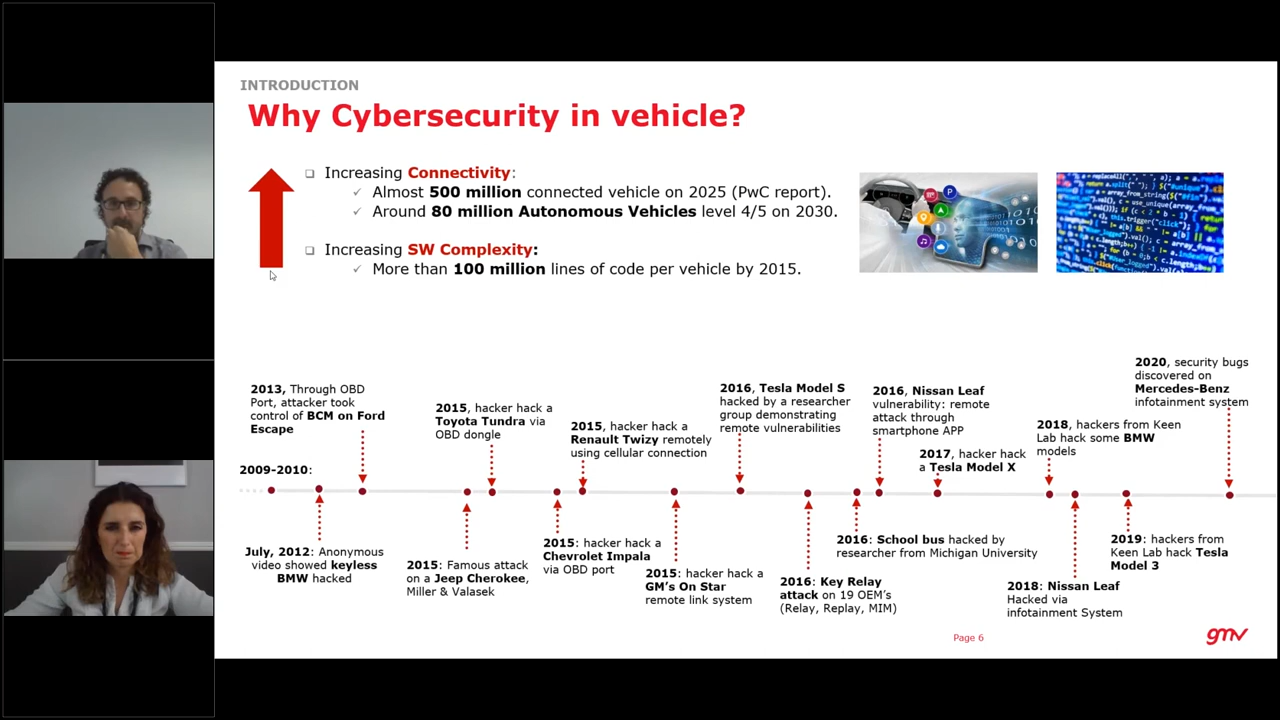 INTRODUCTION
Why Cybersecurity in vehicle?
Increasing Connectivity:
Almost 500 million connected vehicle on 2025 (PwC report).
Around 80 million Autonomous Vehicles level 4/5 on 2030.
Increasing SW Complexity:
More than 100 million lines of code per vehicle by 2015.
2009-2010:
July, 2012: Anonymous
video showed keyless
BMW hacked
2013, Through OBD
Port, attacker took
control of BCM on Ford
Escape
2015: Famous attack
on a Jeep Cherokee,
Miller & Valasek
2015, hacker hack a
Toyota Tundra via
OBD dongle
2015: hacker hack a
Chevrolet Impala
via OBD port
2015, hacker hack a
Renault Twizy remotely
using cellular connection
2015: hacker hack a
GM’s On Star
remote link system
2016, Tesla Model S
hacked by a researcher
group demonstrating
remote vulnerabilities
2016: Key Relay
attack on 19 OEM’s
(Relay, Replay, MIM)
2016: School bus hacked by
researcher from Michigan University
2016, Nissan Leaf
vulnerability: remote
attack through
smartphone APP
2017, hacker hack
a Tesla Model X
2018, hackers from Keen
Lab hack some BMW
models
2018: Nissan Leaf
Hacked via
infotainment System
2019: hackers from
Keen Lab hack Tesla
Model 3
2020, security bugs
discovered on
Mercedes-Benz
infotainment system
Page 6
gmv